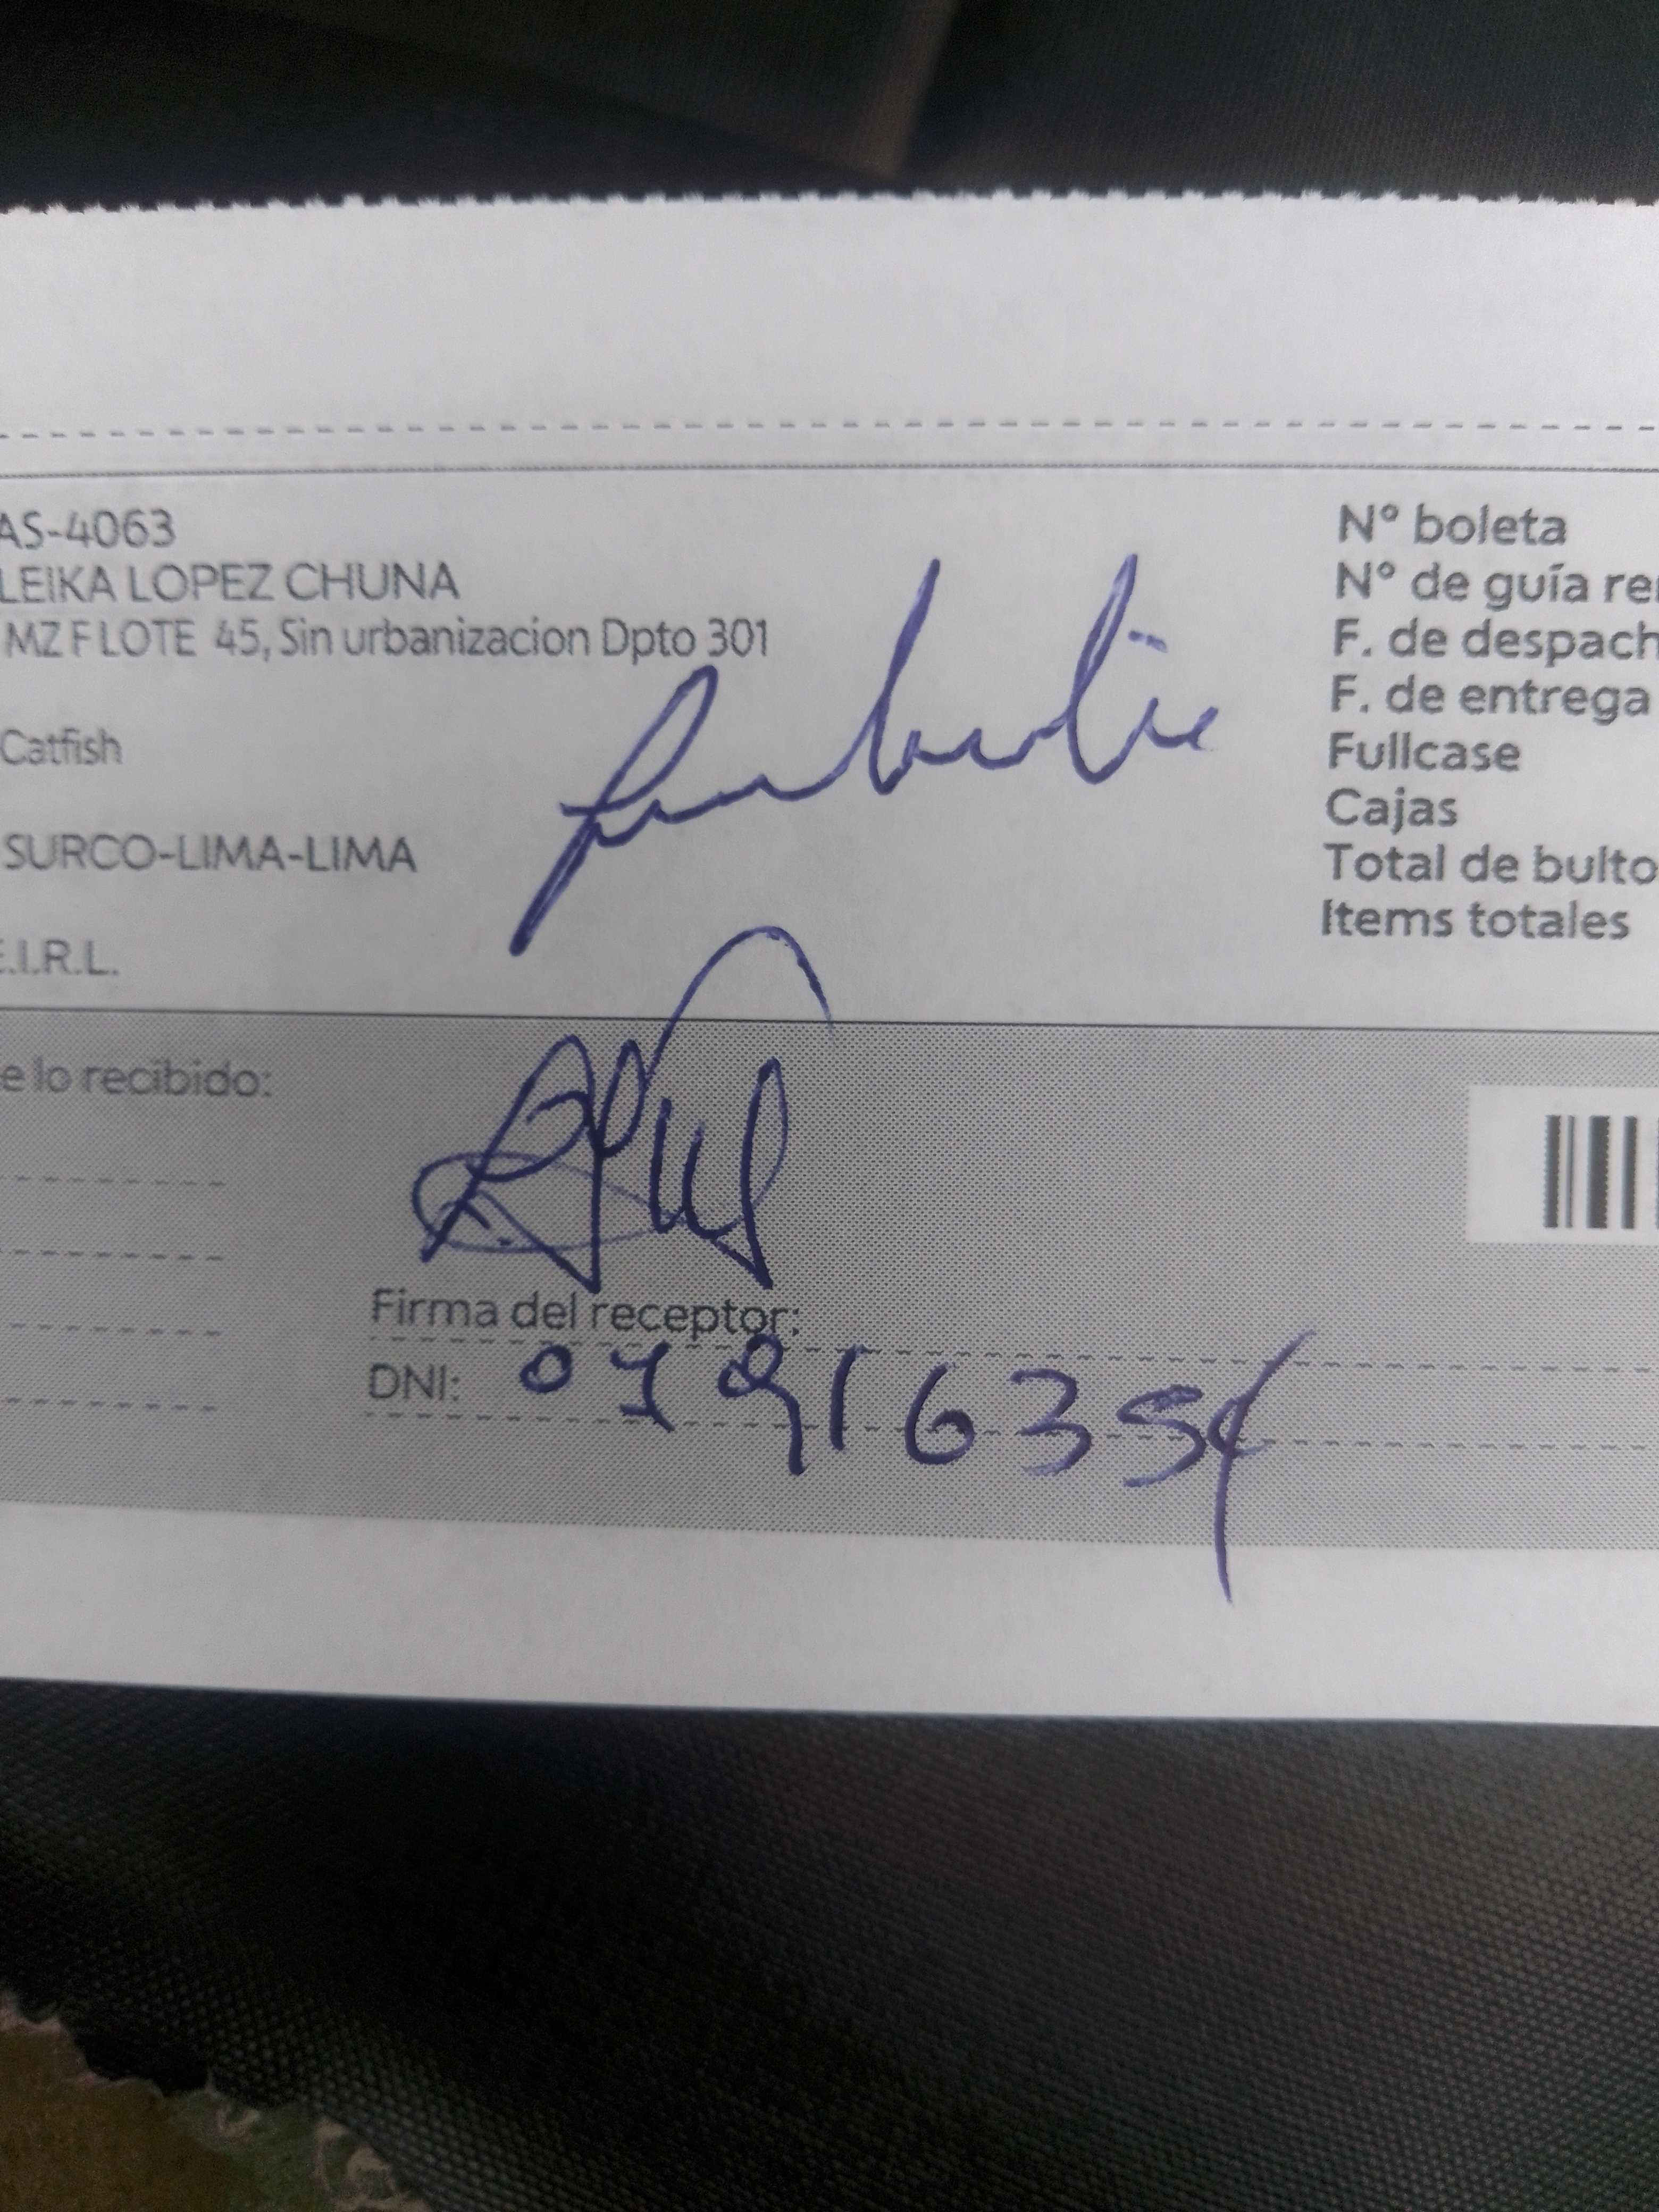 AS-4063
LEIKA LOPEZ CHUNA
MZ F LOTE 45, Sin urbanizacion Dpto 301
Catfish
SURCO-LIMA-LIMA
E.I.R.L.
N° boleta
N° de guía re
F. de despach
F. de entrega
Fullcase
Cajas
Total de bulto
Items totales
e lo recibido:
Firma del receptor:
DNI: 07916354